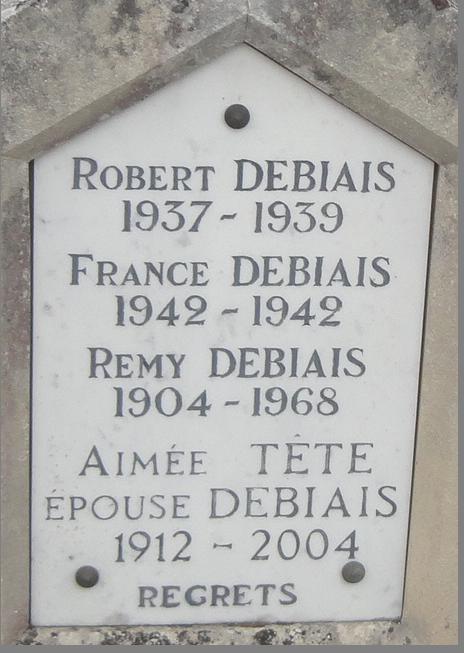 ROBERT DEBIAIS
1937 - 1939
FRANCE DEBIAIS
1942 - 1942
REMY DEBIAIS
1904 - 1968
AIMÉE TÊTE
ÉPOUSE DEBIAIS
1912 - 2004
REGRETS